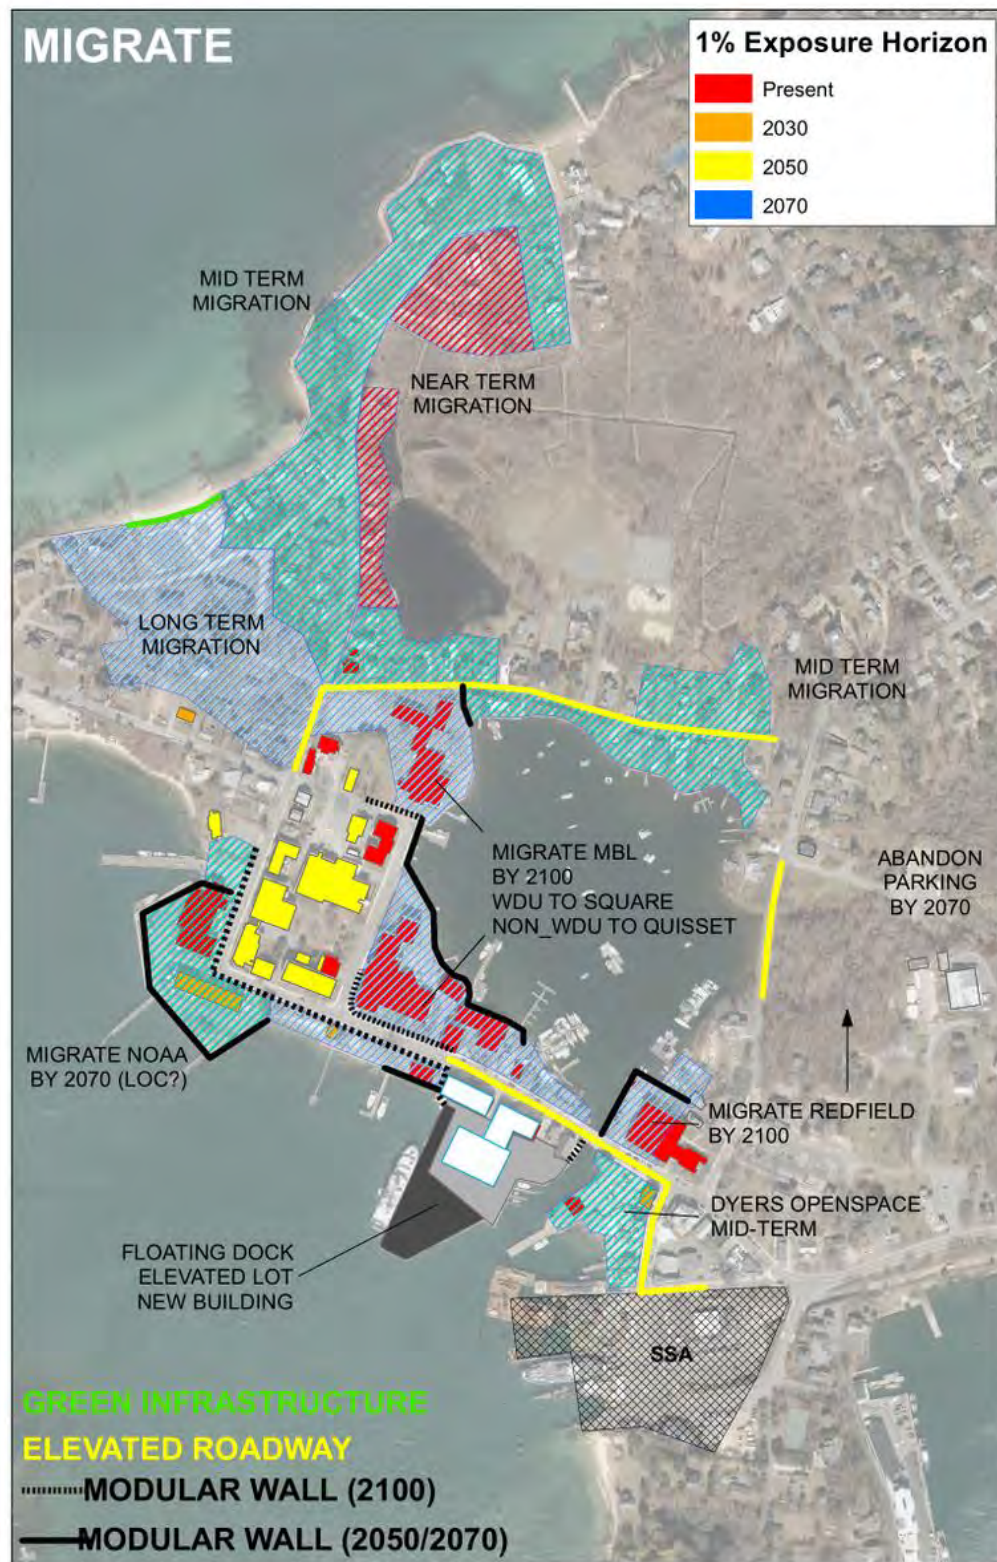 MIGRATE
1% Exposure Horizon
Present
2030
2050
2070
MID TERM
MIGRATION
NEAR TERM
MIGRATION
LONG TERM
MIGRATION
MID TERM
MIGRATION
MIGRATE MBL
BY 2100
WDU TO SQUARE
NON_WDU TO QUISSET
ABANDON
PARKING
BY 2070
MIGRATE NOAA
BY 2070 (LOC?)
MIGRATE REDFIELD
BY 2100
DYERS OPENSPACE
MID-TERM
FLOATING DOCK
ELEVATED LOT
NEW BUILDING
SSA
GREEN INFRASTRUCTURE
ELEVATED ROADWAY
MODULAR WALL (2100)
MODULAR WALL (2050/2070)